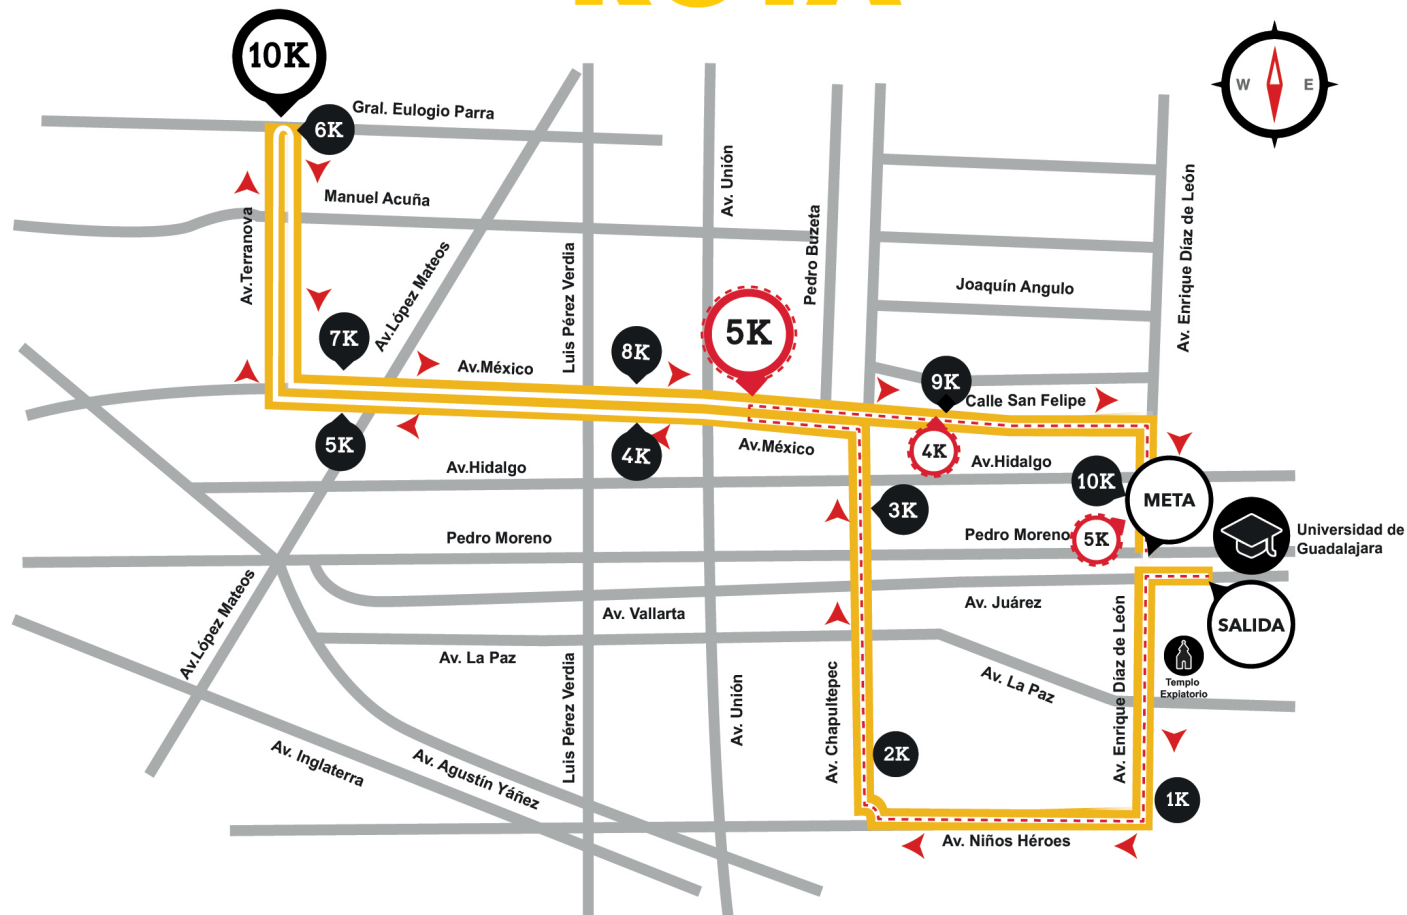 RUTA
10K
Gral. Eulogio Parra
6K
W
E
Manuel Acuña
Av. Unión
Av.Terranova
Av.López Mateos
Luis Pérez Verdia
Pedro Buzeta
Av. Enrique Díaz de León
Joaquín Angulo
7K
8K
5K
Av.México
9K
Calle San Felipe
5K
4K
Av.México
4K
Av.Hidalgo
Av.Hidalgo
10K
META
3K
Pedro Moreno
Pedro Moreno
5K
Universidad de
Guadalajara
Av. Vallarta
Av. Juárez
SALIDA
Av.López Mateos
Av. La Paz
Av. La Paz
Templo
Expiatorio
Luis Pérez Verdia
Av. Unión
Av. Chapultepec
Av. Enrique Díaz de León
2K
Av. Inglaterra
Av. Agustín Yáñez
1K
Av. Niños Héroes